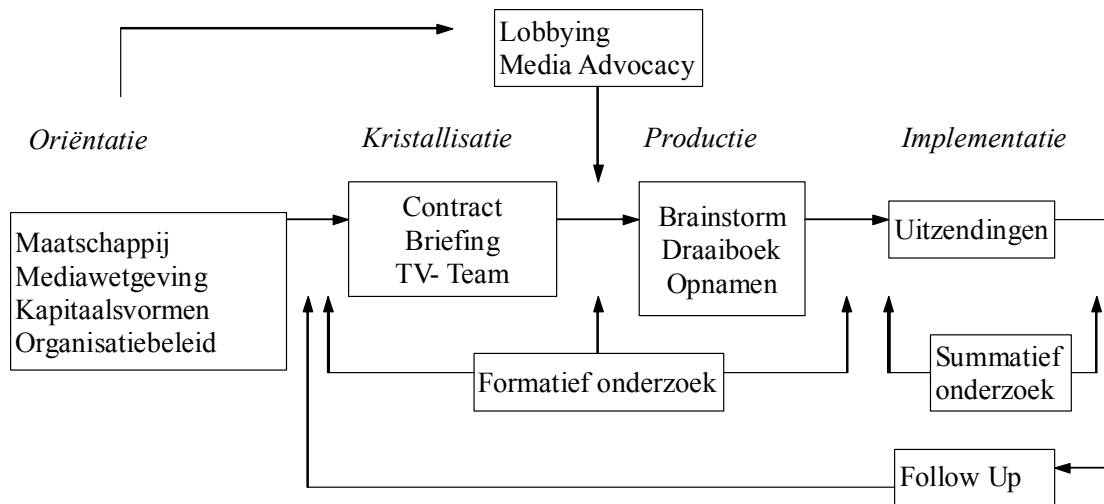 Lobbying
Media Advocacy
Oriëntatie
Kristallisatie
Productie
Implementatie
Maatschappij
Mediawetgeving
Kapitaalsvormen
Organisatiebeleid
Contract
Briefing
TV- Team
Brainstorm
Draaiboek
Opnamen
Uitzendingen
Formatief onderzoek
Summatief
onderzoek
Follow Up